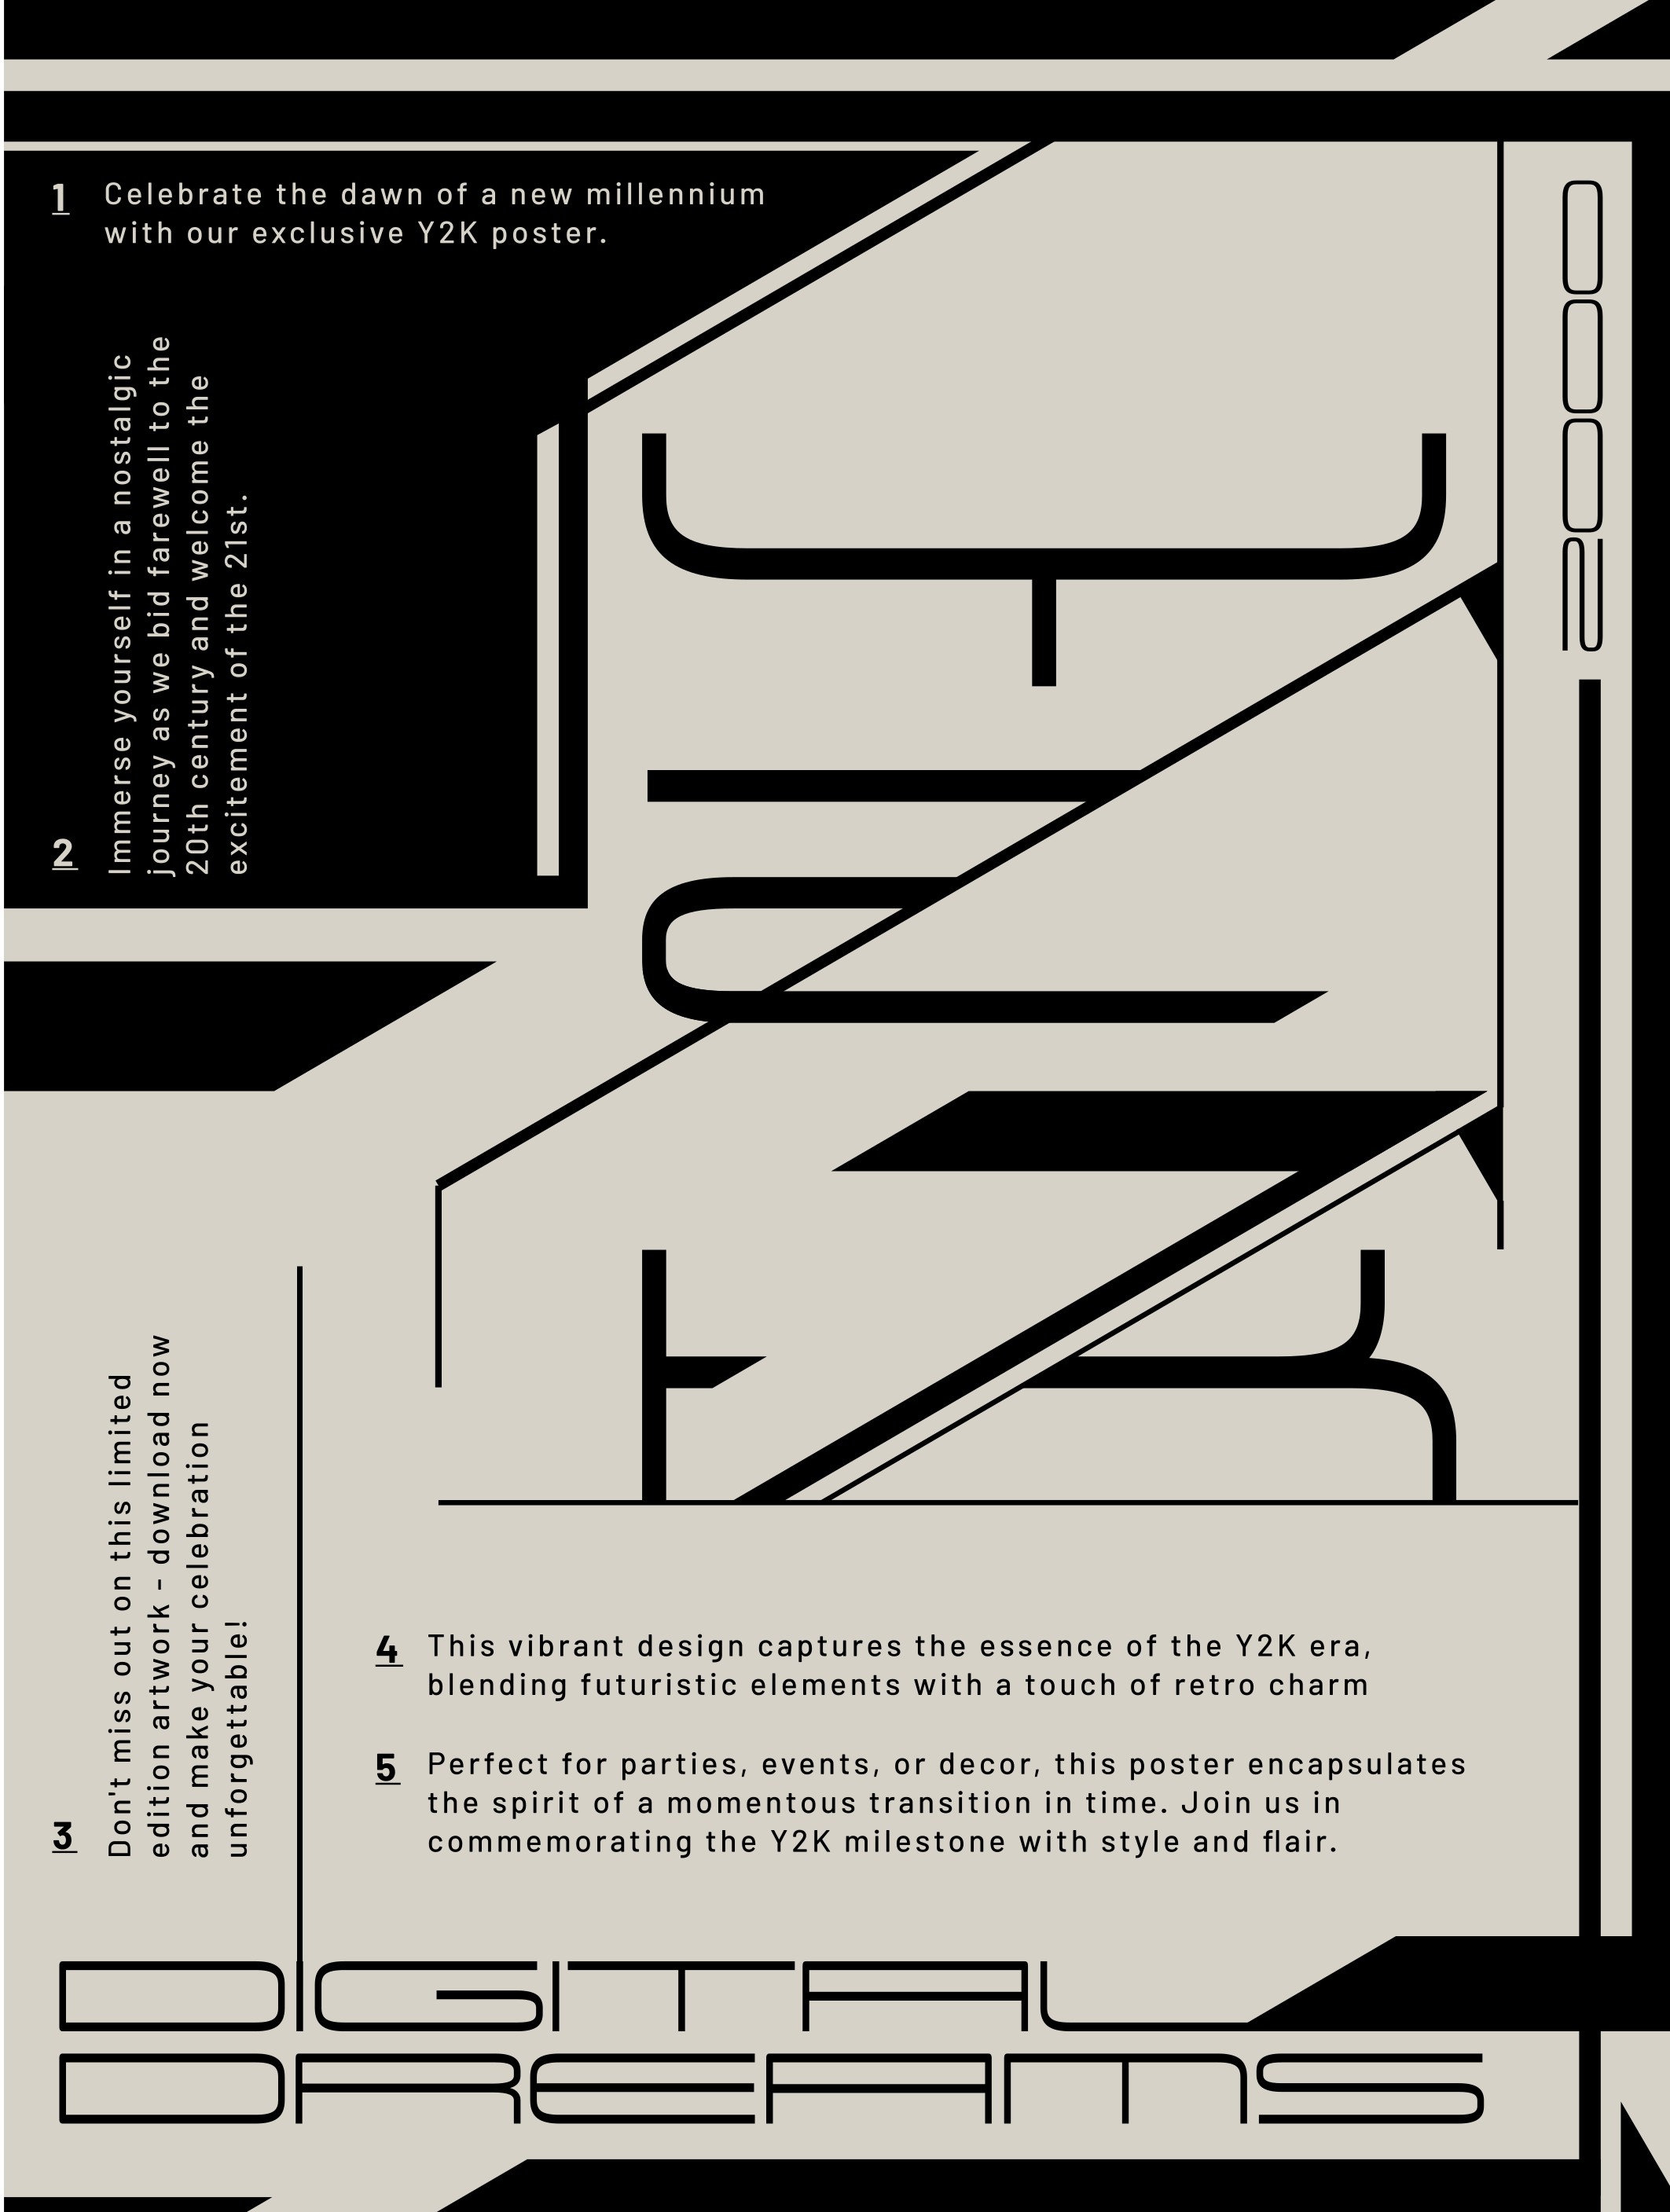 1 Celebrate the dawn of a new millennium
with our exclusive Y2K poster.
2 Immerse yourself in a nostalgic
journey as we bid farewell to the
20th century and welcome the
excitement of the 21st.
2000
Y
2
K
3 Don't miss out on this limited
edition artwork - download now
and make your celebration
unforgettable!
4 This vibrant design captures the essence of the Y2K era,
blending futuristic elements with a touch of retro charm
5 Perfect for parties, events, or decor, this poster encapsulates
the spirit of a momentous transition in time. Join us in
commemorating the Y2K milestone with style and flair.
DIGITAL
DREAMS